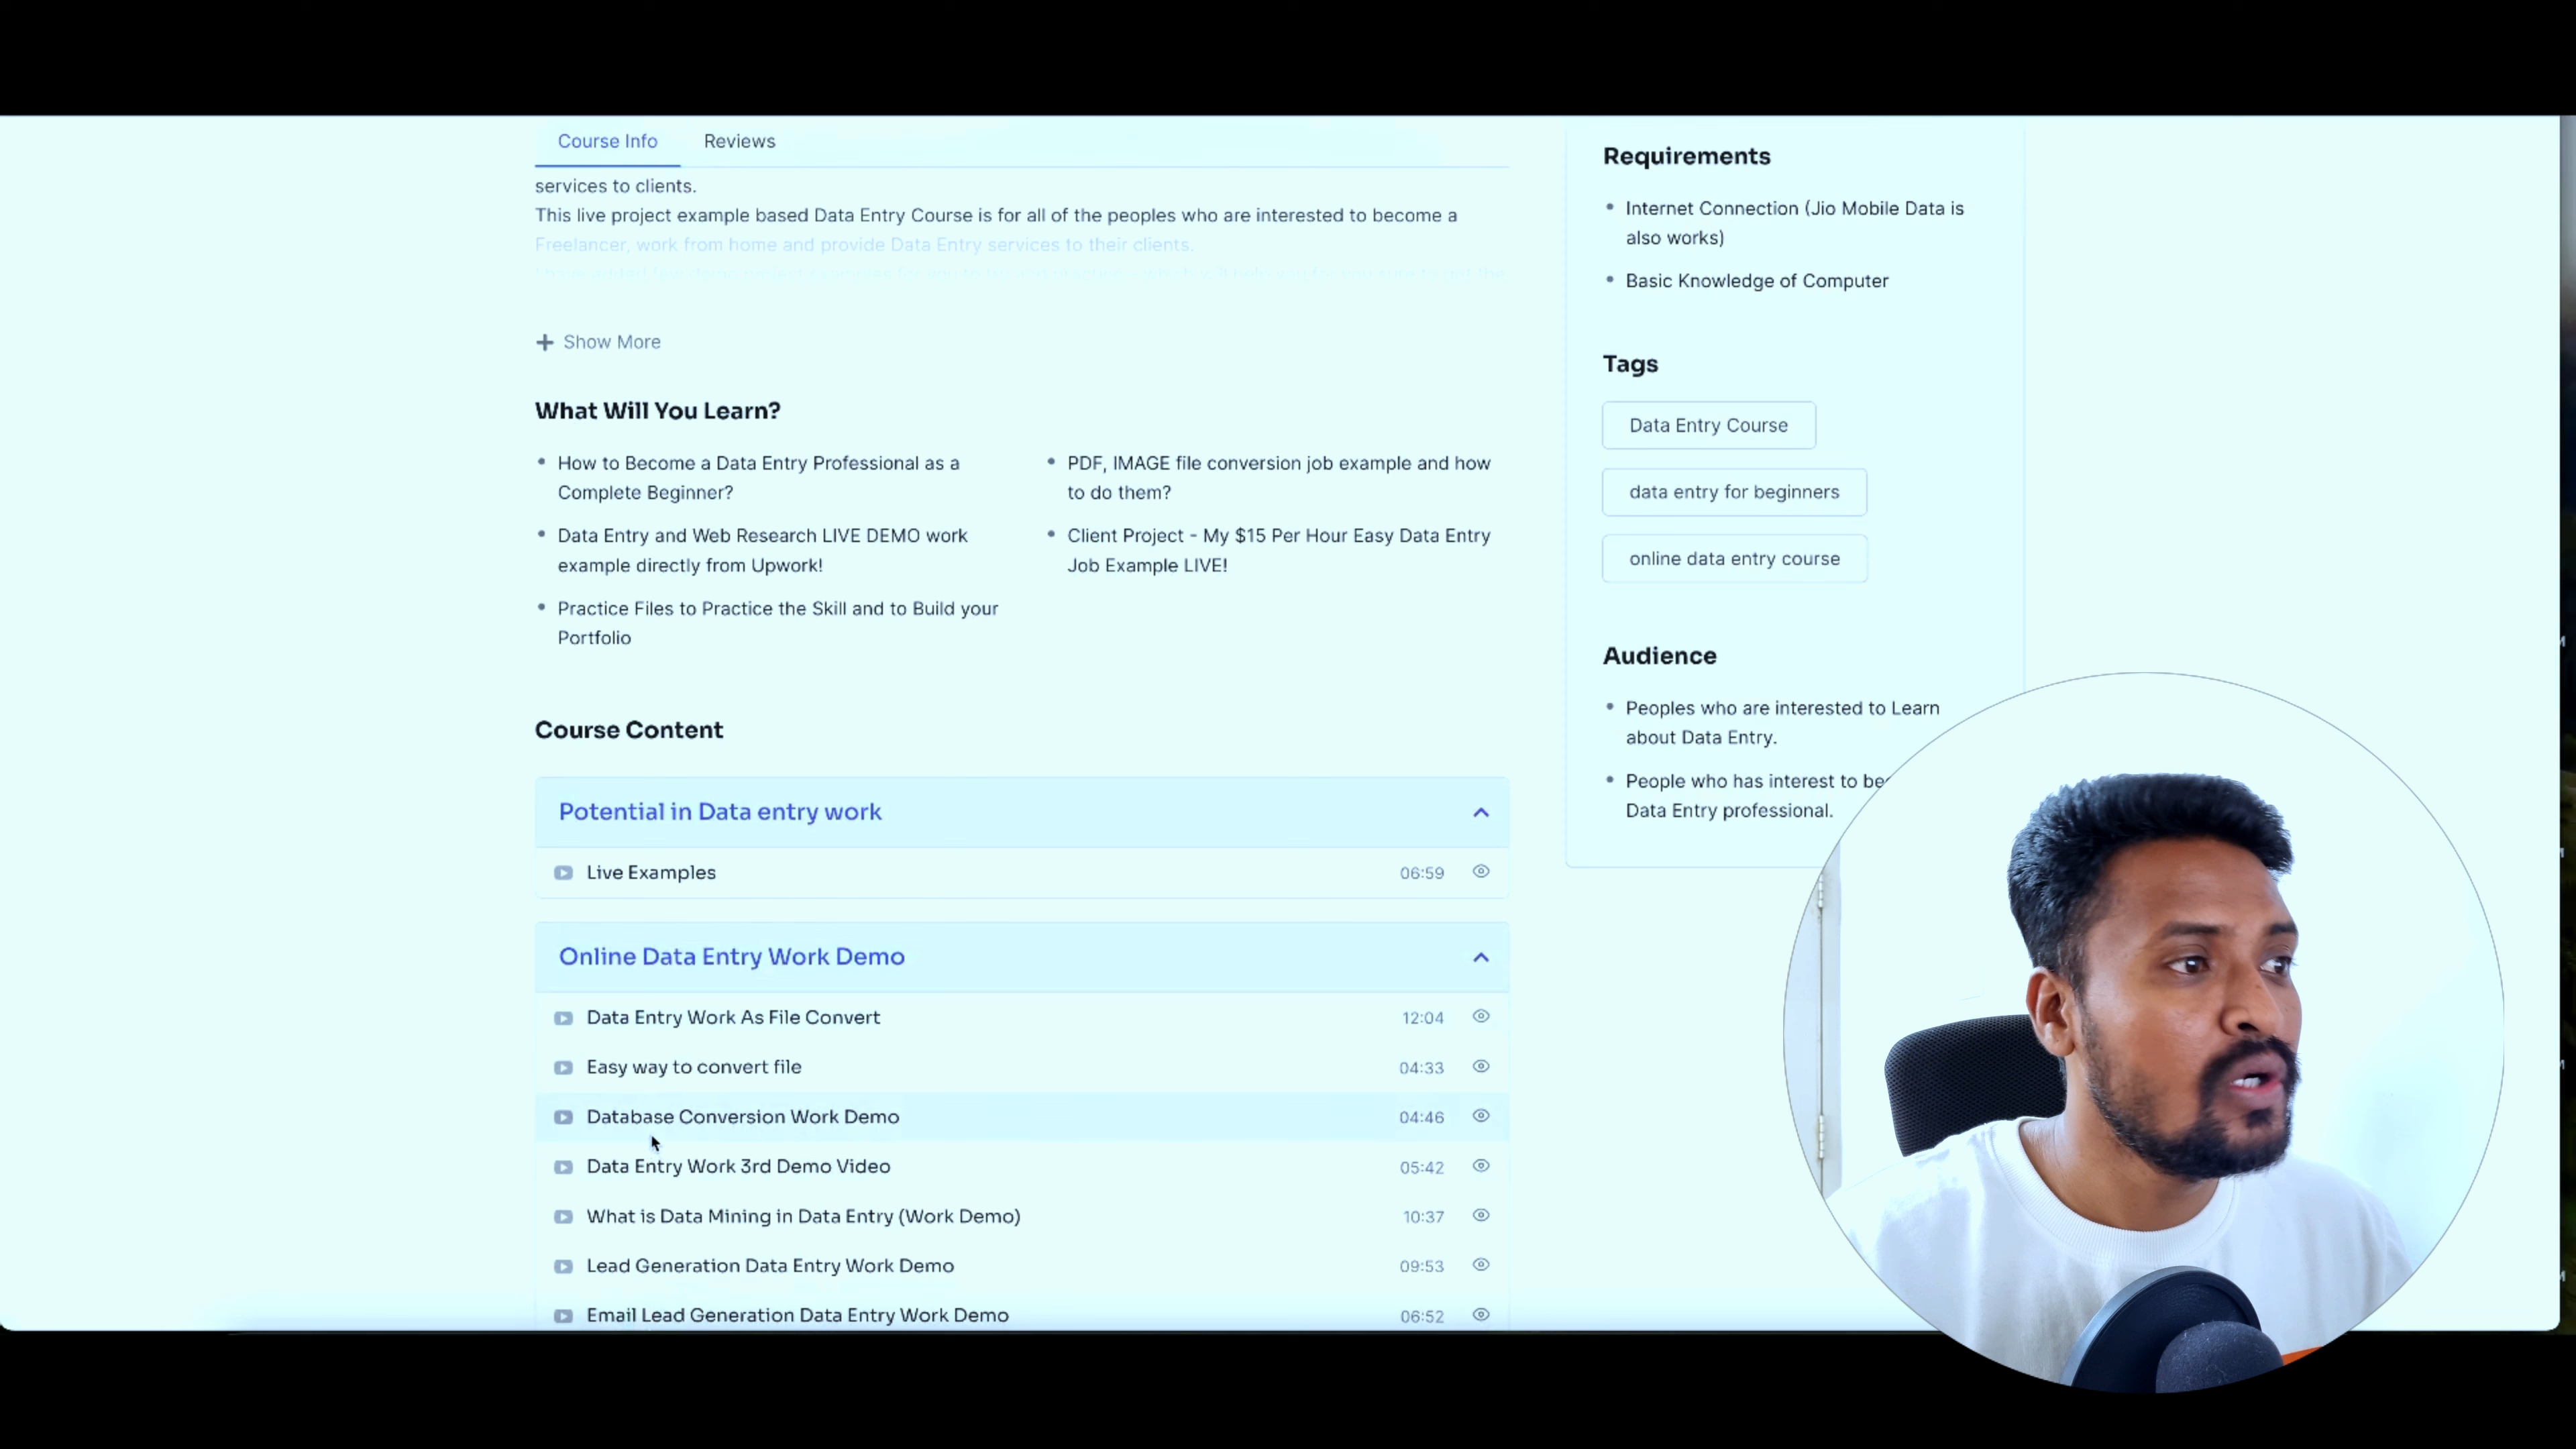 Course Info
Reviews
services to clients.
This live project example based Data Entry Course is for all of the peoples who are interested to become a
Freelancer, work from home and provide Data Entry services to their clients.
Show More
What Will You Learn?
How to Become a Data Entry Professional as a
Complete Beginner?
Data Entry and Web Research LIVE DEMO work
example directly from Upwork!
Practice Files to Practice the Skill and to Build your
Portfolio
PDF, IMAGE file conversion job example and how
to do them?
Client Project - My $15 Per Hour Easy Data Entry
Job Example LIVE!
Course Content
Potential in Data entry work
Live Examples 06:59
Online Data Entry Work Demo
Data Entry Work As File Convert 12:04
Easy way to convert file 04:33
Database Conversion Work Demo 04:46
Data Entry Work 3rd Demo Video 05:42
What is Data Mining in Data Entry (Work Demo) 10:37
Lead Generation Data Entry Work Demo 09:53
Email Lead Generation Data Entry Work Demo 06:52
Requirements
Internet Connection (Jio Mobile Data is
also works)
Basic Knowledge of Computer
Tags
Data Entry Course
data entry for beginners
online data entry course
Audience
Peoples who are interested to Learn
about Data Entry.
People who has interest to
Data Entry professional.